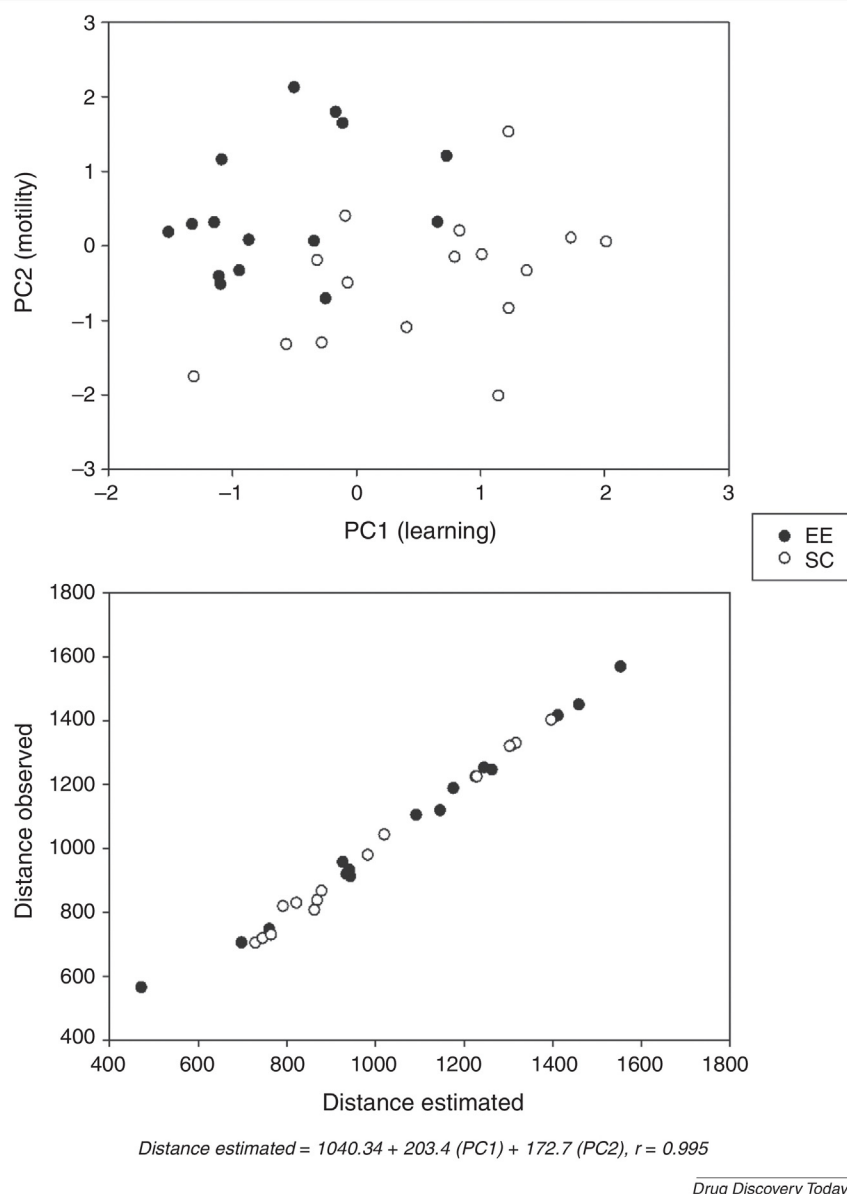 3
2
1
0
−1
−2
−3
PC2 (motility)
−2 −1 0 1 2 3
PC1 (learning)
EE
SC
1800
1600
1400
1200
1000
800
600
400
Distance observed
400 600 800 1000 1200 1400 1600 1800
Distance estimated
Distance estimated = 1040.34 + 203.4 (PC1) + 172.7 (PC2), r = 0.995
Drug Discovery Today